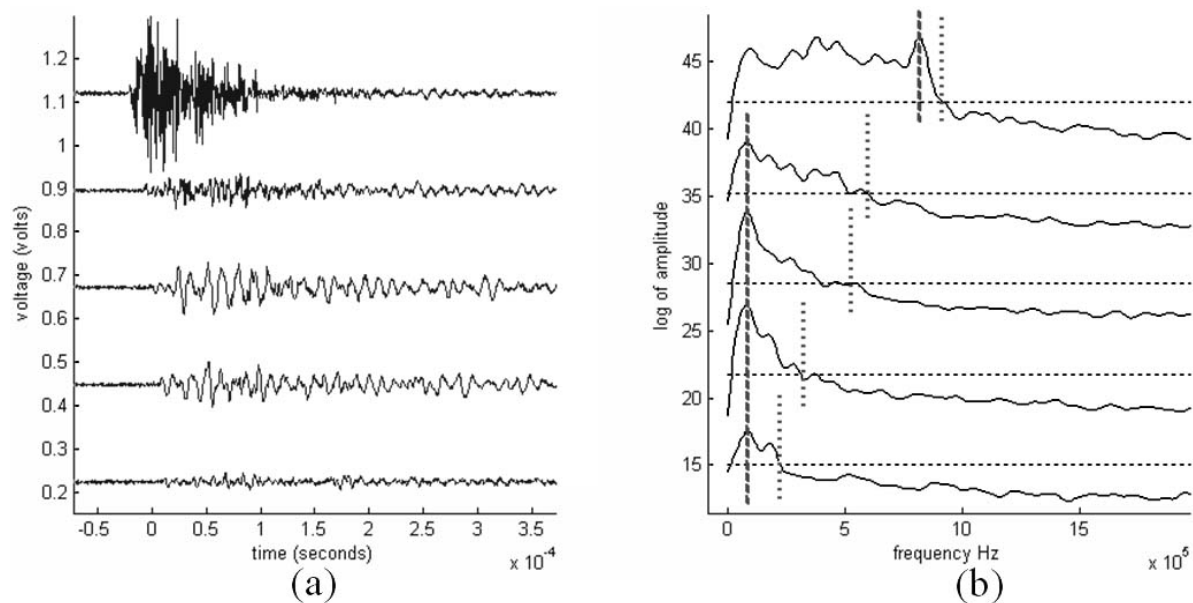 1.2
1.1
1
0.9
0.8
0.7
0.6
0.5
0.4
0.3
0.2
voltage (volts)
-0.5 0 0.5 1 1.5 2 2.5 3 3.5
time (seconds)
x 10⁻⁴
(a)
45
40
35
30
25
20
15
log of amplitude
0 5 10 15
frequency Hz
x 10⁵
(b)